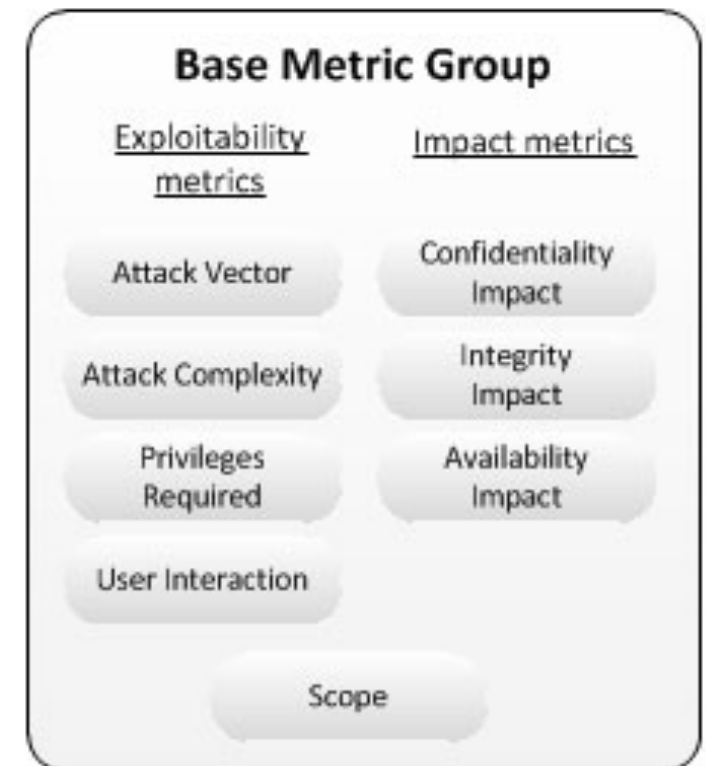 Base Metric Group
Exploitability
metrics
Attack Vector
Attack Complexity
Privileges
Required
User Interaction
Impact metrics
Confidentiality
Impact
Integrity
Impact
Availability
Impact
Scope